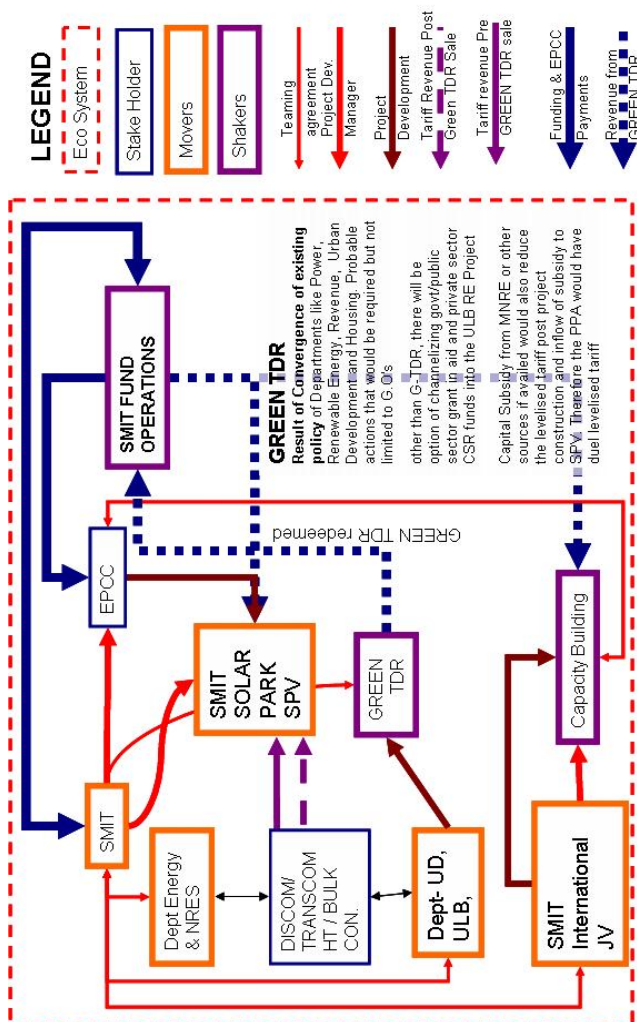 LEGEND
Eco System
Stake Holder
Movers
Shakers
Teaming
agreement
Project Dev.
Manager
Project
Development
Tariff Revenue Post
Green TDR Sale
Tariff revenue Pre
GREEN TDR sale
Funding & EPCC
Payments
Revenue from
GREEN TDR
SMIT
EPCC
SMIT FUND
OPERATIONS
Dept Energy
& NRES
SMIT
SOLAR
PARK
SPV
DISCOM/
TRANSCOM
HT / BULK
CON.
GREEN
TDR
GREEN TDR redeemed
Dept- UD,
ULB,
SMIT
International
JV
Capacity Building
GREEN TDR
Result of Convergence of existing
policy of Departments like Power,
Renewable Energy, Revenue, Urban
Development and Housing. Probable
actions that would be required but not
limited to G.O's
other than G-TDR, there will be
option of channelizing govt/public
sector grant in aid and private sector
CSR funds into the ULB RE Project
Capital Subsidy from MNRE or other
sources if availed would also reduce
the levelised tariff post project
construction and inflow of subsidy to
SPV. Therefore the PPA would have
duel levelised tariff